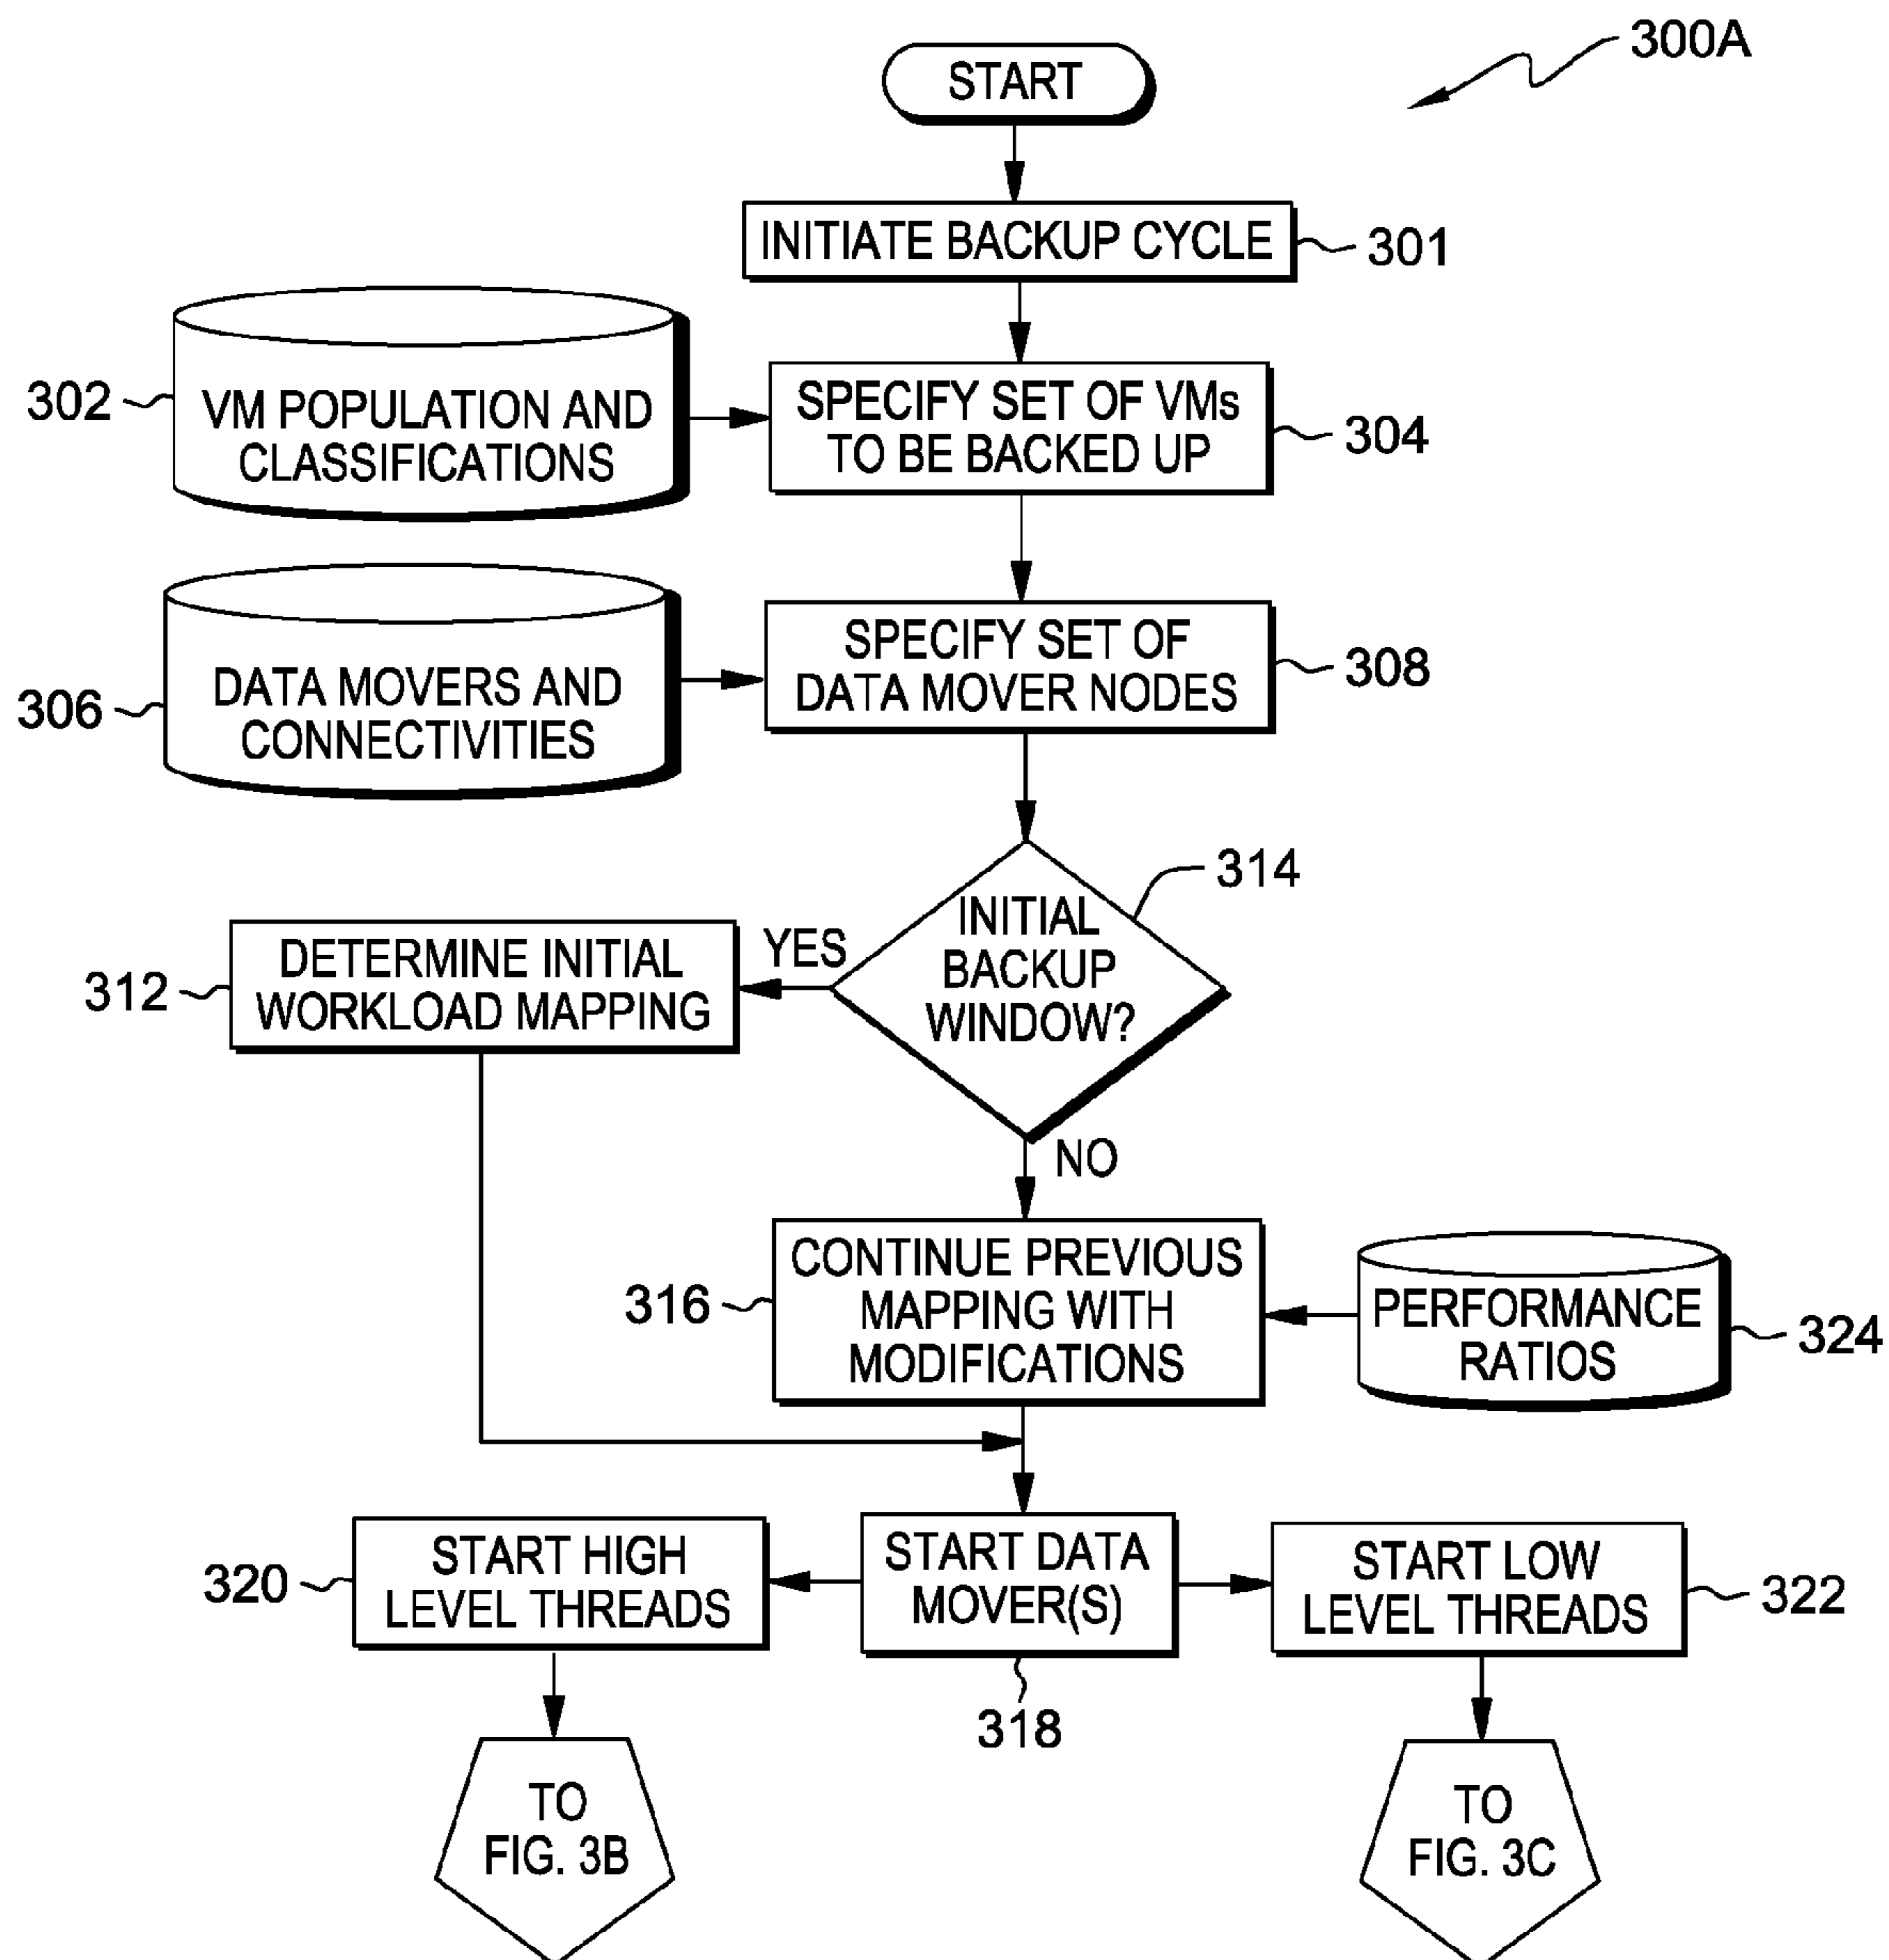 300A
START
INITIATE BACKUP CYCLE
301
302
VM POPULATION AND
CLASSIFICATIONS
SPECIFY SET OF VMs
TO BE BACKED UP
304
306
DATA MOVERS AND
CONNECTIVITIES
SPECIFY SET OF
DATA MOVER NODES
308
314
INITIAL
BACKUP
WINDOW?
YES
312
DETERMINE INITIAL
WORKLOAD MAPPING
NO
316
CONTINUE PREVIOUS
MAPPING WITH
MODIFICATIONS
PERFORMANCE
RATIOS
324
320
START HIGH
LEVEL THREADS
START DATA
MOVER(S)
318
START LOW
LEVEL THREADS
322
TO
FIG. 3B
TO
FIG. 3C